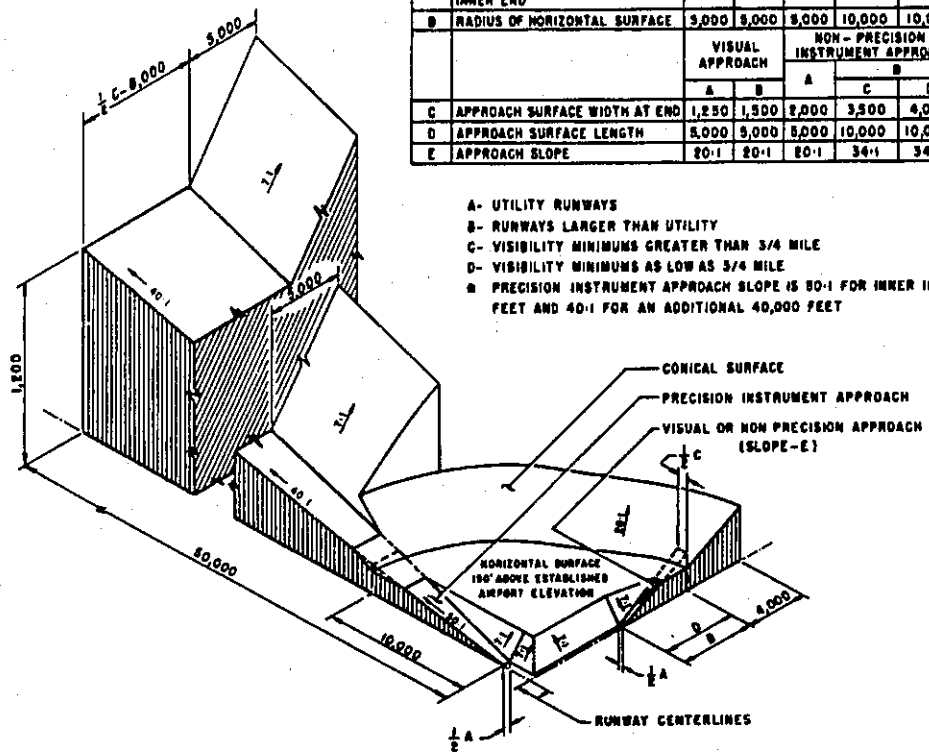 INNER END
B RADIUS OF HORIZONTAL SURFACE 5,000 5,000 5,000 10,000
VISUAL APPROACH
NON-PRECISION INSTRUMENT
A B A B
C
C APPROACH SURFACE WIDTH AT END 1,250 1,500 2,000 3,500
D APPROACH SURFACE LENGTH 5,000 5,000 5,000 10,000
E APPROACH SLOPE 20:1 20:1 20:1 34:1
A- UTILITY RUNWAYS
B- RUNWAYS LARGER THAN UTILITY
C- VISIBILITY MINIMUMS GREATER THAN 3/4 MILE
D- VISIBILITY MINIMUMS AS LOW AS 3/4 MILE
PRECISION INSTRUMENT APPROACH SLOPE IS 50:1 FOR INNER
FEET AND 40:1 FOR AN ADDITIONAL 40,000 FEET
5,000
7:1
40:1
5,000
1,200
7:1
40:1
CONICAL SURFACE
PRECISION INSTRUMENT APPROACH
VISUAL OR NON PRECISION APPROACH
(SLOPE-E)
1/2 C
20:1
HORIZONTAL SURFACE
150' ABOVE ESTABLISHED
AIRPORT ELEVATION
50,000
50:1
7:1
7:1
7:1
7:1
10,000
D
B
4,000
1/2 A
1/2 A
RUNWAY CENTERLINES